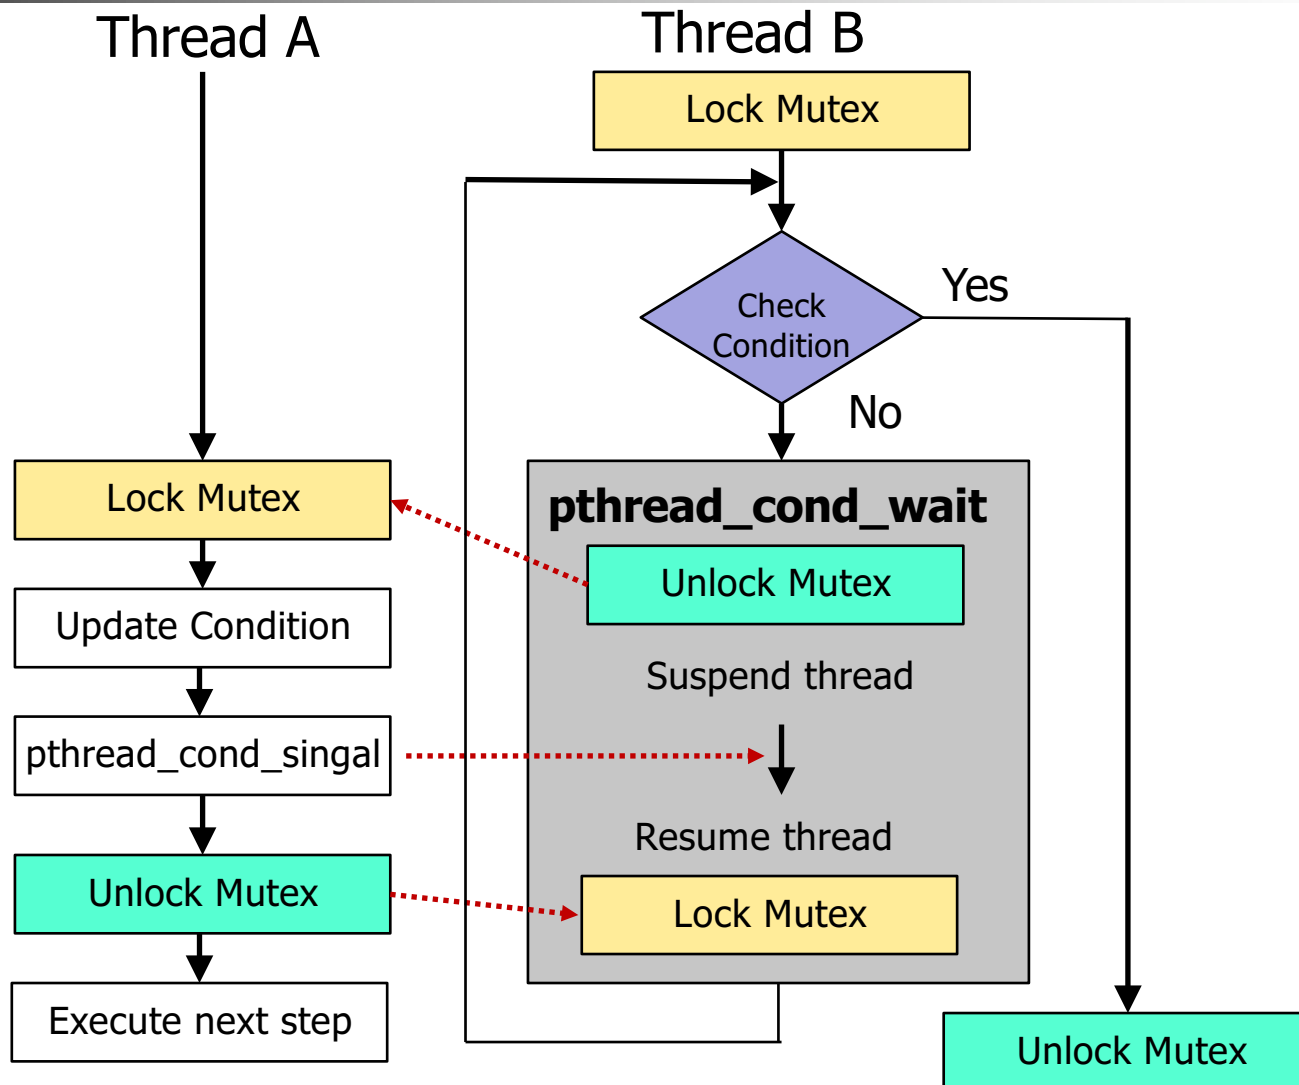 Thread A
Thread B
Lock Mutex
Check
Condition
Yes
No
Lock Mutex
Update Condition
pthread_cond_singal
Unlock Mutex
Execute next step
pthread_cond_wait
Unlock Mutex
Suspend thread
Resume thread
Lock Mutex
Unlock Mutex